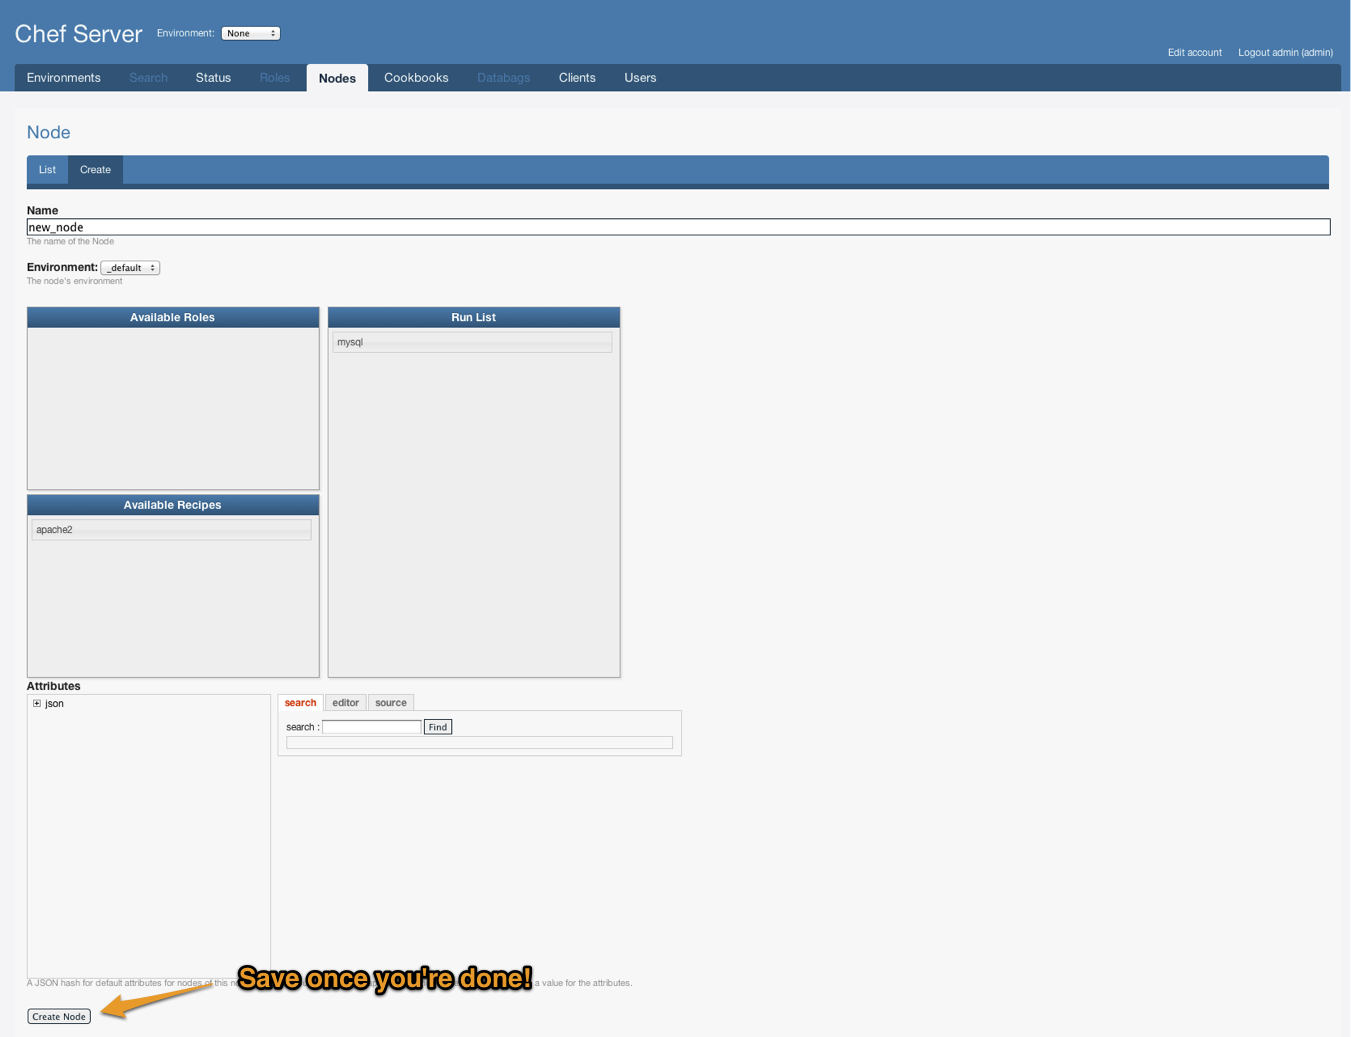 Chef Server Environment: None
Edit account Logout admin (admin)
Environments Search Status Roles Nodes Cookbooks Databags Clients Users
Node
List Create
Name
new_node
The name of the Node
Environment: _default
The node's environment
Available Roles
Run List
mysql
Available Recipes
apache2
Attributes
json
search editor source
search : Find
A JSON hash for default attributes for nodes of this
a value for the attributes.
Save once you're done!
Create Node